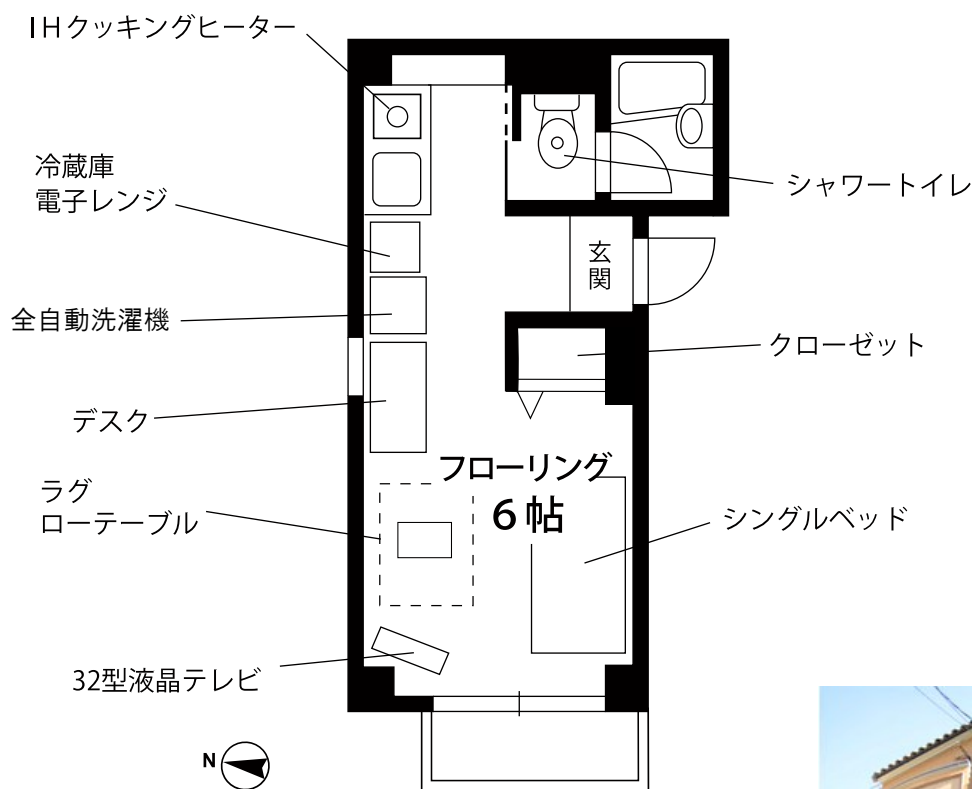 IHクッキングヒーター
冷蔵庫
電子レンジ
シャワートイレ
玄関
全自動洗濯機
クローゼット
デスク
フローリング
6帖
ラグ
ローテーブル
シングルベッド
32型液晶テレビ
N